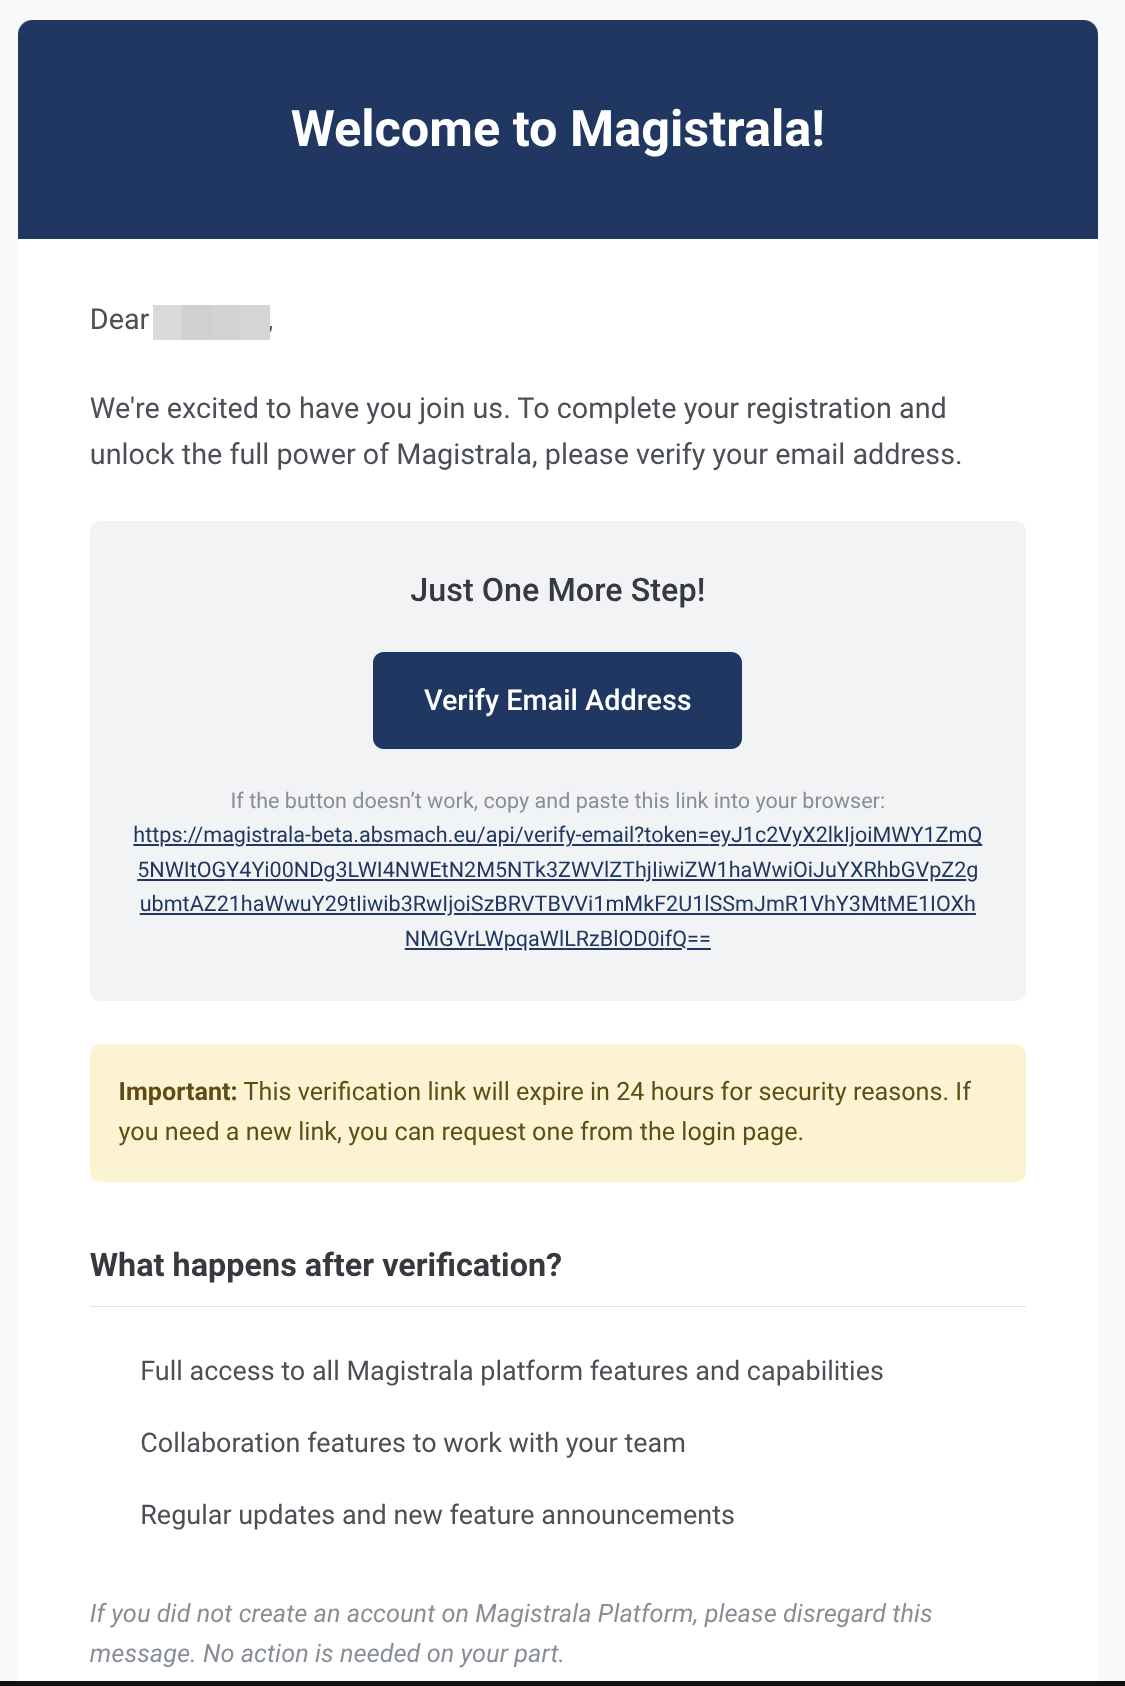 Welcome to Magistrala!
Dear ,
We're excited to have you join us. To complete your registration and
unlock the full power of Magistrala, please verify your email address.
Just One More Step!
Verify Email Address
If the button doesn’t work, copy and paste this link into your browser:
https://magistrala-beta.absmach.eu/api/verify-email?token=eyJ1c2VyX2lkIjoiMWY1ZmQ
5NWItOGY4Yi00NDg3LWI4NWEtN2M5NTk3ZWVlZThjIiwiZW1haWwiOiJuYXRhbGVpZ2g
ubmtAZ21haWwuY29tIiwib3RwIjoiSzBRVTBVVi1mMkF2U1lSSmJmR1VhY3MtME1IOXh
NMGVrLWpqaWlLRzBlOD0ifQ==
Important: This verification link will expire in 24 hours for security reasons. If
you need a new link, you can request one from the login page.
What happens after verification?
Full access to all Magistrala platform features and capabilities
Collaboration features to work with your team
Regular updates and new feature announcements
If you did not create an account on Magistrala Platform, please disregard this
message. No action is needed on your part.